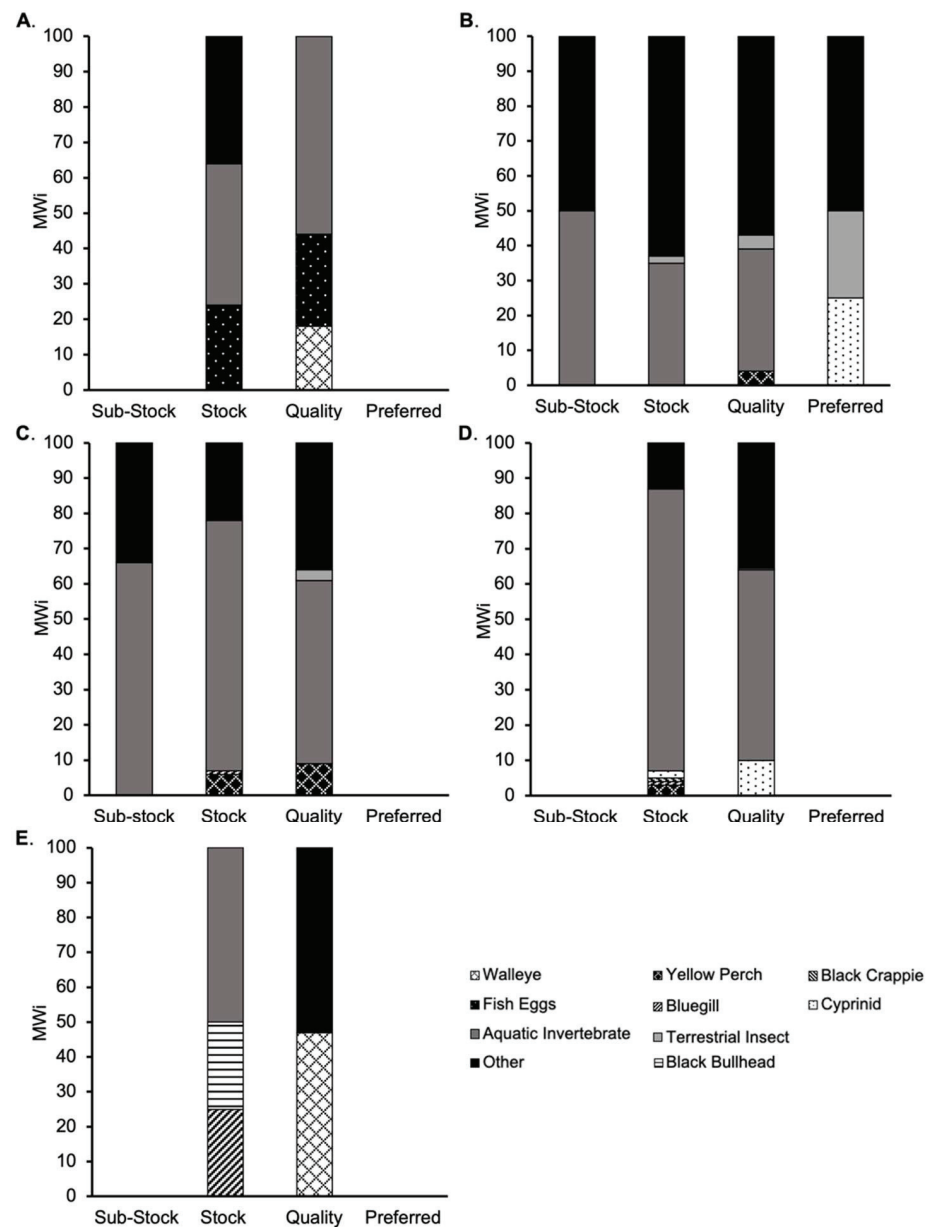 A.
100
90
80
70
60
50
40
30
20
10
0
MWi
Sub-Stock Stock Quality Preferred
B.
100
90
80
70
60
50
40
30
20
10
0
MWi
Sub-Stock Stock Quality Preferred
C.
100
90
80
70
60
50
40
30
20
10
0
MWi
Sub-stock Stock Quality Preferred
D.
100
90
80
70
60
50
40
30
20
10
0
MWi
Sub-Stock Stock Quality Preferred
E.
100
90
80
70
60
50
40
30
20
10
0
MWi
Sub-Stock Stock Quality Preferred
Walleye Yellow Perch Black Crappie
Fish Eggs Bluegill Cyprinid
Aquatic Invertebrate Terrestrial Insect
Other Black Bullhead